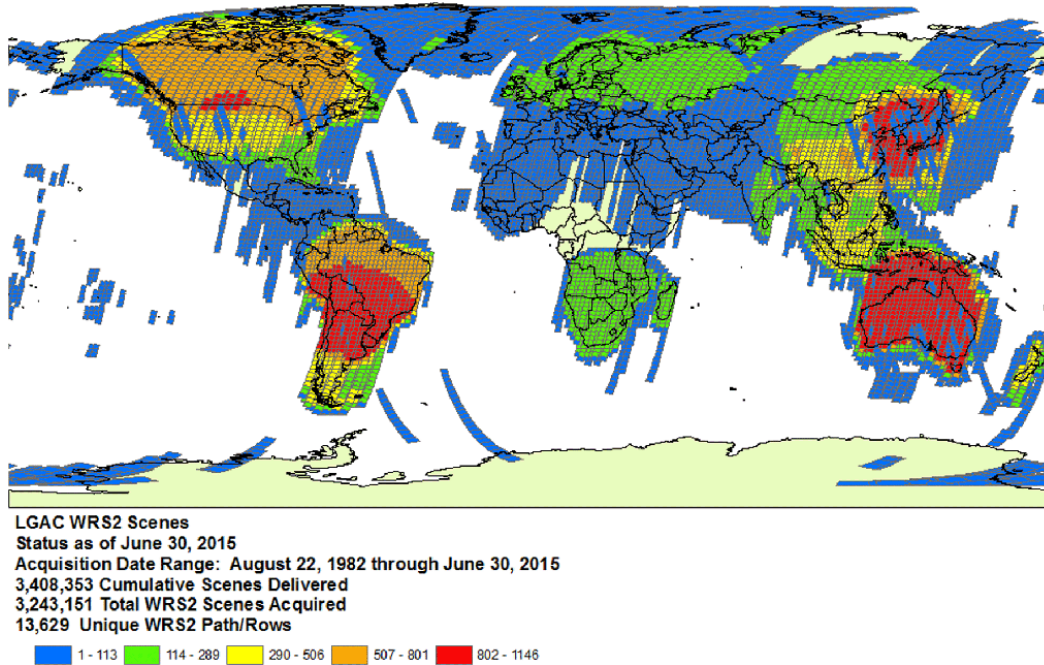 LGAC WRS2 Scenes
Status as of June 30, 2015
Acquisition Date Range:  August 22, 1982 through June 30, 2015
3,408,353 Cumulative Scenes Delivered
3,243,151 Total WRS2 Scenes Acquired
13,629  Unique WRS2 Path/Rows
1 - 113 114 - 289 290 - 506 507 - 801 802 - 1146